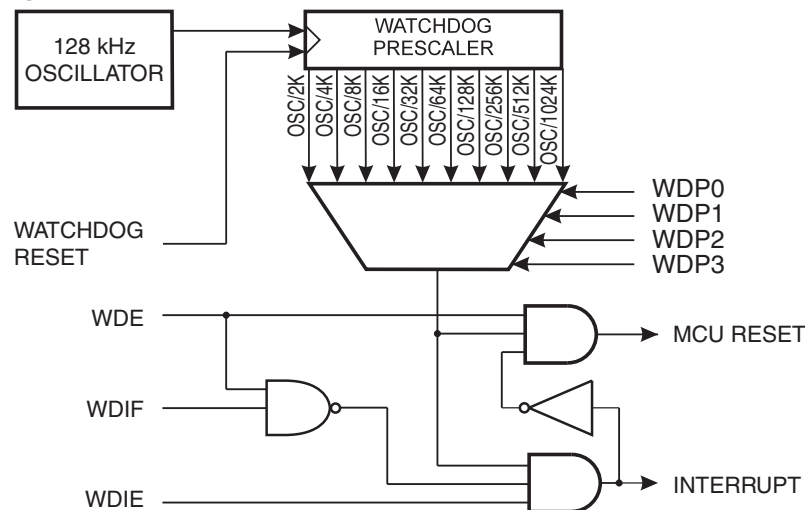 128 kHz
OSCILLATOR
WATCHDOG
PRESCALER
OSC/2K
OSC/4K
OSC/8K
OSC/16K
OSC/32K
OSC/64K
OSC/128K
OSC/256K
OSC/512K
OSC/1024K
WDP0
WDP1
WDP2
WDP3
WATCHDOG
RESET
WDE
MCU RESET
WDIF
INTERRUPT
WDIE